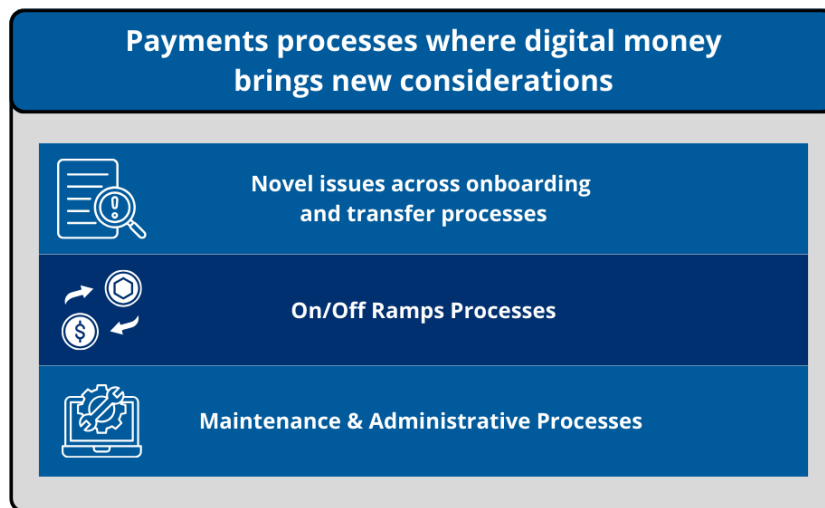 Payments processes where digital money
brings new considerations
Novel issues across onboarding
and transfer processes
$
On/Off Ramps Processes
Maintenance & Administrative Processes